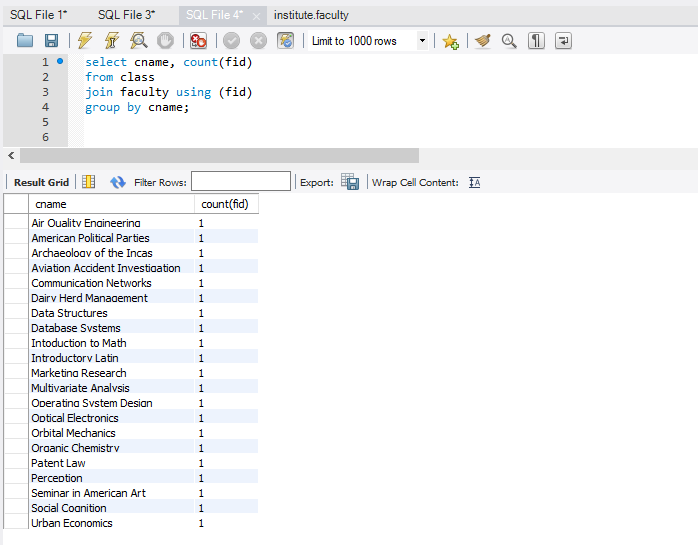 SQL File 1* SQL File 3* SQL File 4* institute.faculty
Limit to 1000 rows
1 select cname, count(fid)
2 from class
3 join faculty using (fid)
4 group by cname;
5
6
Result Grid Filter Rows: Export: Wrap Cell Content:
cname count(fid)
Air Quality Engineering 1
American Political Parties 1
Archaeology of the Incas 1
Aviation Accident Investigation 1
Communication Networks 1
Dairy Herd Management 1
Data Structures 1
Database Systems 1
Intoduction to Math 1
Introductory Latin 1
Marketing Research 1
Multivariate Analysis 1
Operating System Design 1
Optical Electronics 1
Orbital Mechanics 1
Organic Chemistry 1
Patent Law 1
Perception 1
Seminar in American Art 1
Social Cognition 1
Urban Economics 1